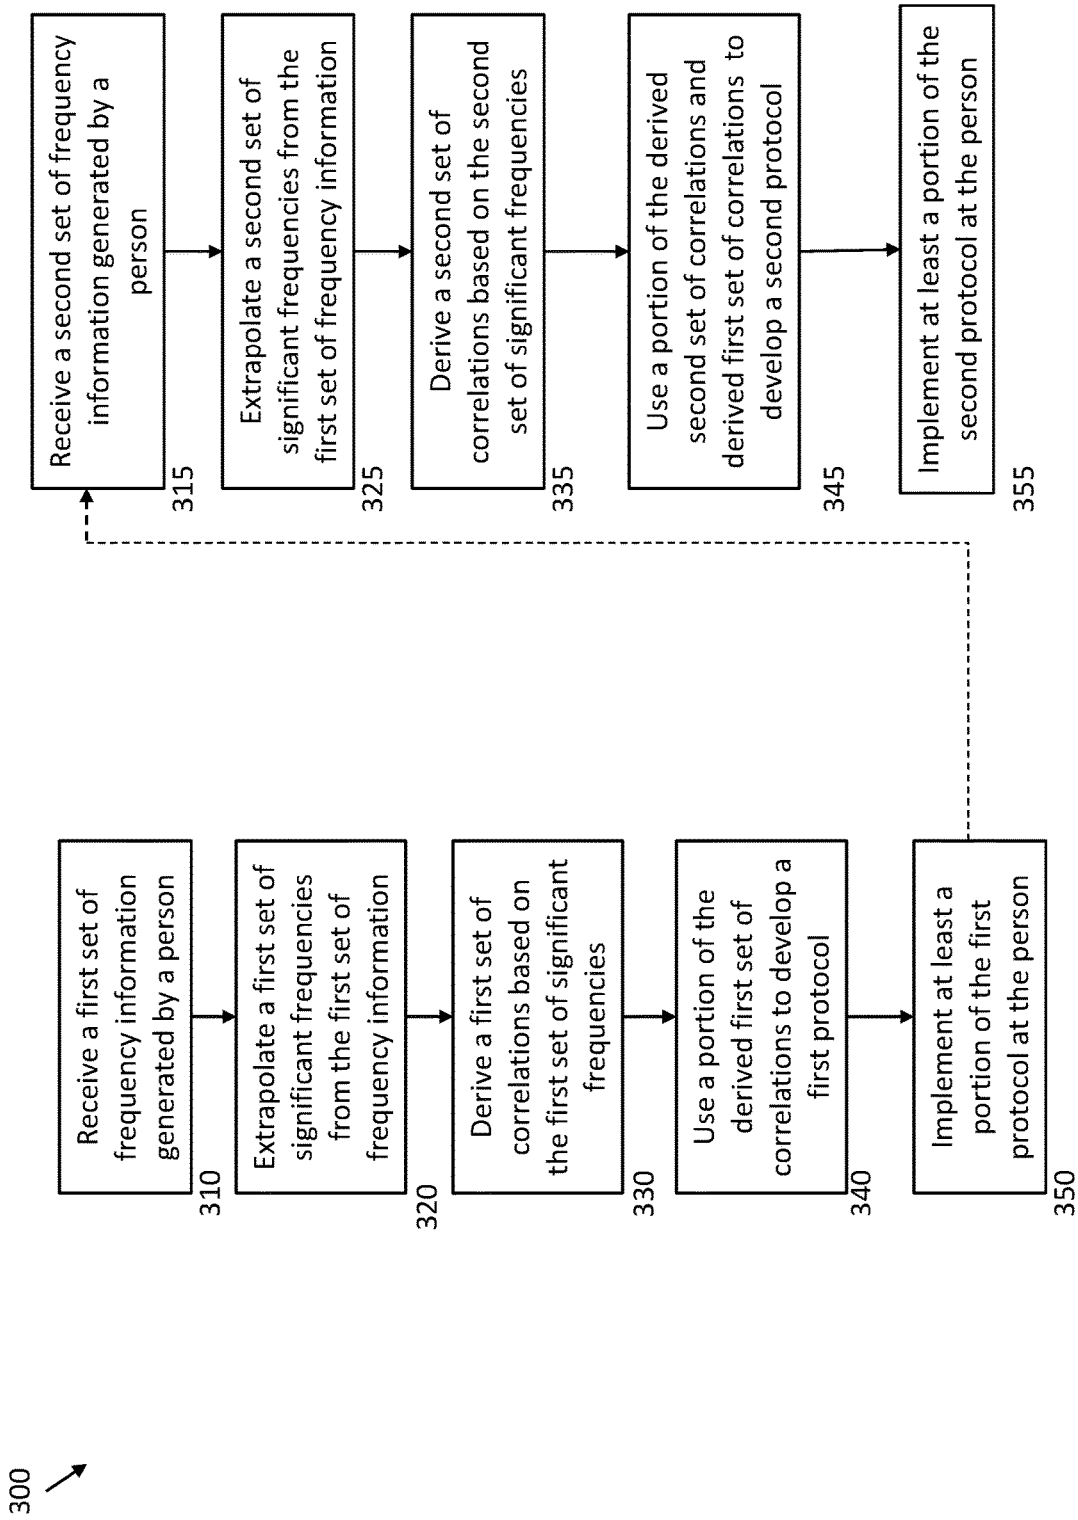 300
Receive a first set of
frequency information
generated by a person
310
Extrapolate a first set of
significant frequencies
from the first set of
frequency information
320
Derive a first set of
correlations based on
the first set of significant
frequencies
330
Use a portion of the
derived first set of
correlations to develop a
first protocol
340
Implement at least a
portion of the first
protocol at the person
350
Receive a second set of frequency
information generated by a
person
315
Extrapolate a second set of
significant frequencies from the
first set of frequency information
325
Derive a second set of
correlations based on the second
set of significant frequencies
335
Use a portion of the derived
second set of correlations and
derived first set of correlations to
develop a second protocol
345
Implement at least a portion of the
second protocol at the person
355